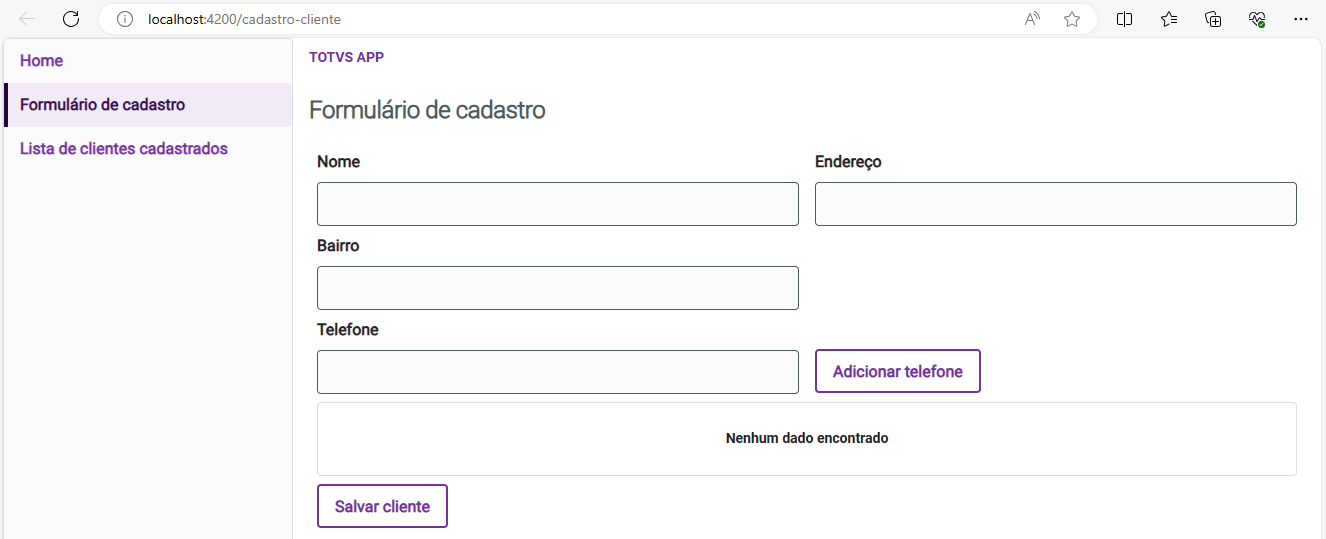 localhost:4200/cadastro-cliente
Home
Formulário de cadastro
Lista de clientes cadastrados
TOTVS APP
Formulário de cadastro
Nome
Endereço
Bairro
Telefone
Adicionar telefone
Nenhum dado encontrado
Salvar cliente